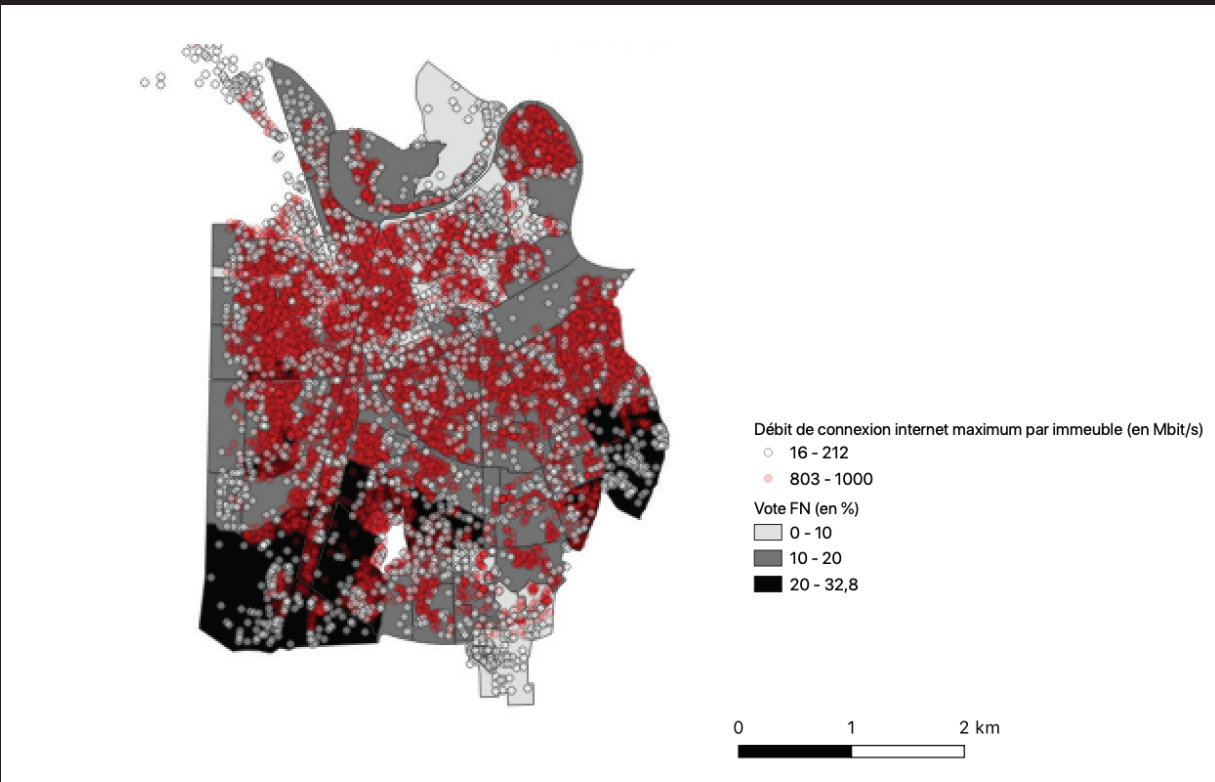 Débit de connexion internet maximum par immeuble (en Mbit/s)
16 - 212
803 - 1000
Vote FN (en %)
0 - 10
10 - 20
20 - 32,8
0 1 2 km